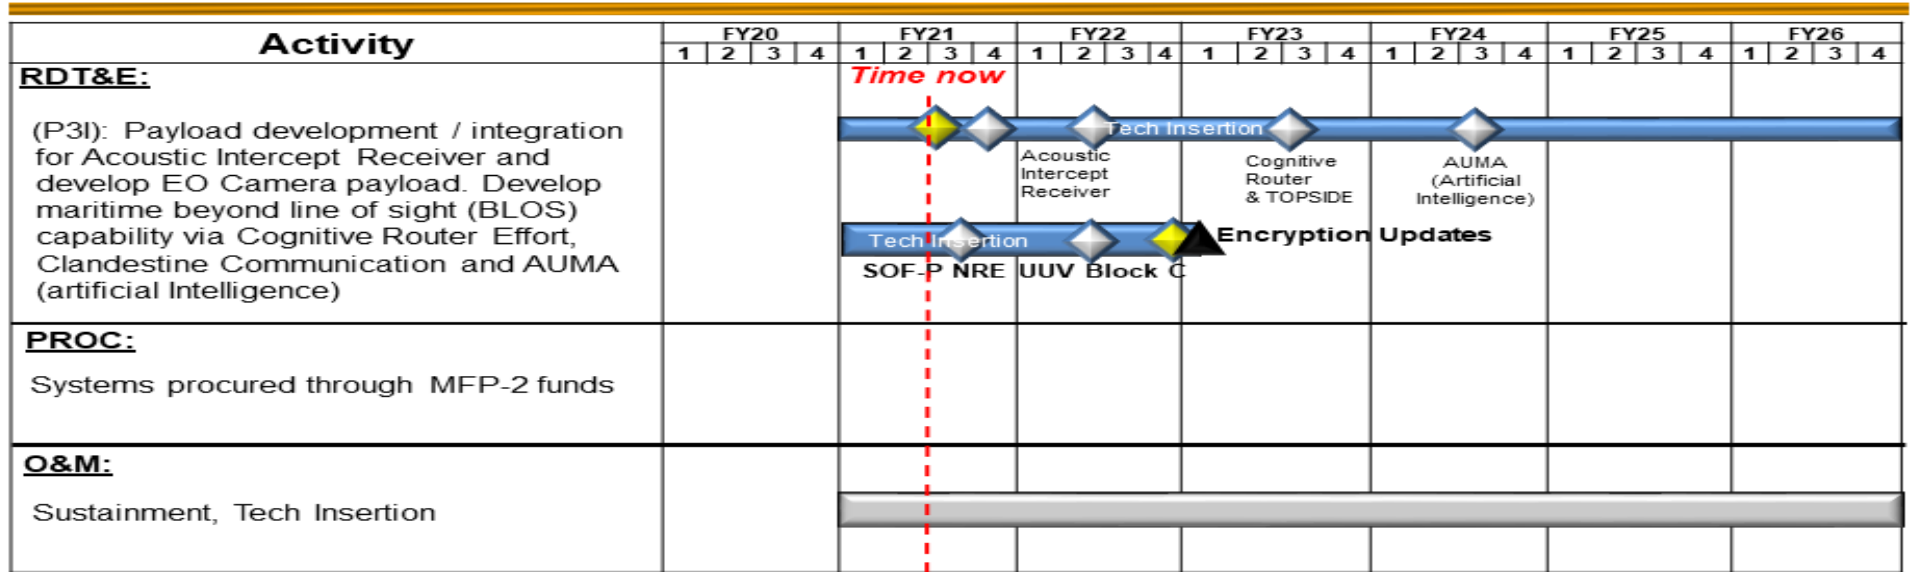 Activity
FY20 FY21 FY22 FY23 FY24 FY25 FY26
1 2 3 4 1 2 3 4 1 2 3 4 1 2 3 4 1 2 3 4 1 2 3 4 1 2 3 4
RDT&E:
Time now
(P3I): Payload development / integration
for Acoustic Intercept Receiver and
develop EO Camera payload. Develop
maritime beyond line of sight (BLOS)
capability via Cognitive Router Effort,
Clandestine Communication and AUMA
(artificial Intelligence)
Tech Insertion
Acoustic
Intercept
Receiver
Cognitive
Router
& TOPSIDE
AUMA
(Artificial
Intelligence)
Tech Insertion
Encryption Updates
SOF-P NRE UUV Block C
PROC:
Systems procured through MFP-2 funds
O&M:
Sustainment, Tech Insertion